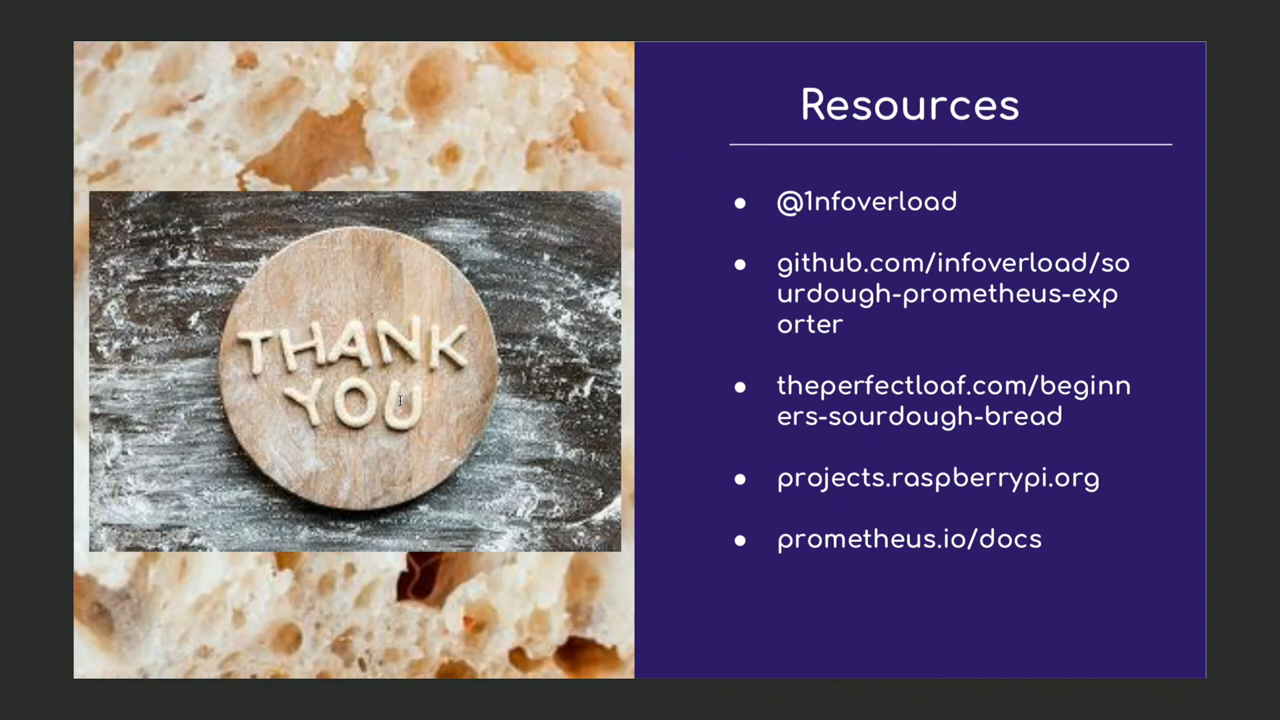 THANK
YOU
Resources
@1nfoverload
github.com/infoverload/so
urdough-prometheus-exp
orter
theperfectloaf.com/beginn
ers-sourdough-bread
projects.raspberrypi.org
prometheus.io/docs